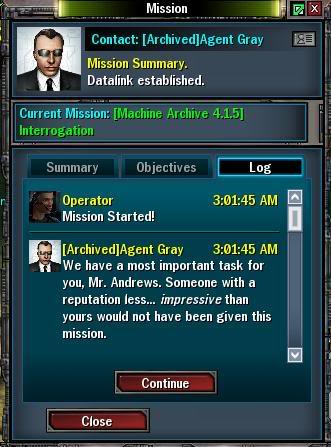 Mission
Contact: [Archived]Agent Gray
Mission Summary.
Datalink established.
Current Mission: [Machine Archive 4.1.5]
Interrogation
Summary Objectives Log
Operator 3:01:45 AM
Mission Started!
[Archived]Agent Gray 3:01:45 AM
We have a most important task for
you, Mr. Andrews. Someone with a
reputation less... impressive than
yours would not have been given this
mission.
Continue
Close